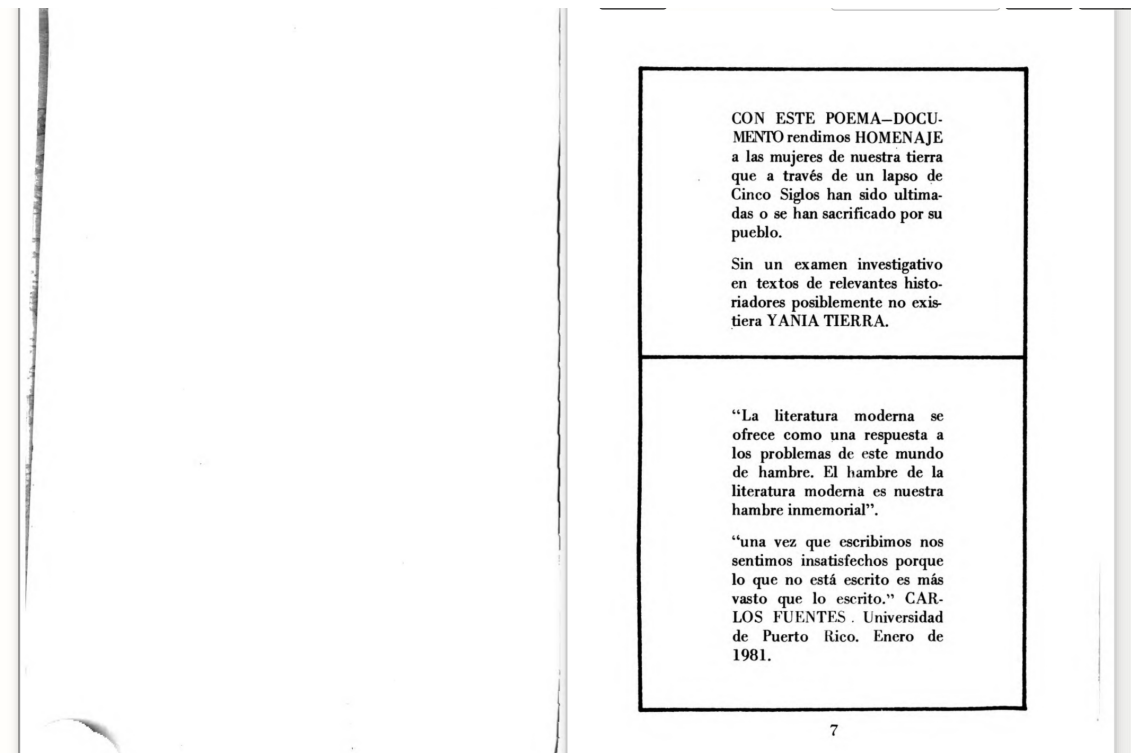 CON ESTE POEMA—DOCU-
MENTO rendimos HOMENAJE
a las mujeres de nuestra tierra
que a través de un lapso de
Cinco Siglos han sido ultima-
das o se han sacrificado por su
pueblo.
Sin un examen investigativo
en textos de relevantes histo-
riadores posiblemente no exis-
tiera YANIA TIERRA.
“La literatura moderna se
ofrece como una respuesta a
los problemas de este mundo
de hambre. El hambre de la
literatura moderna es nuestra
hambre inmemorial”.
“una vez que escribimos nos
sentimos insatisfechos porque
lo que no está escrito es más
vasto que lo escrito.” CAR-
LOS FUENTES . Universidad
de Puerto Rico. Enero de
1981.
7